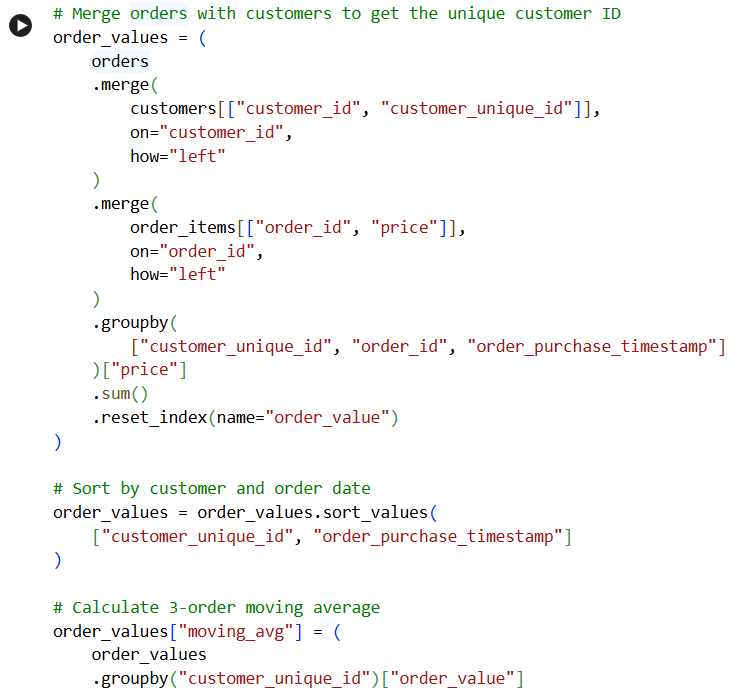 # Merge orders with customers to get the unique customer ID
order_values = (
    orders
    .merge(
        customers[["customer_id", "customer_unique_id"]],
        on="customer_id",
        how="left"
    )
    .merge(
        order_items[["order_id", "price"]],
        on="order_id",
        how="left"
    )
    .groupby(
        ["customer_unique_id", "order_id", "order_purchase_timestamp"]
    )["price"]
    .sum()
    .reset_index(name="order_value")
)

# Sort by customer and order date
order_values = order_values.sort_values(
    ["customer_unique_id", "order_purchase_timestamp"]
)

# Calculate 3-order moving average
order_values["moving_avg"] = (
    order_values
    .groupby("customer_unique_id")["order_value"]